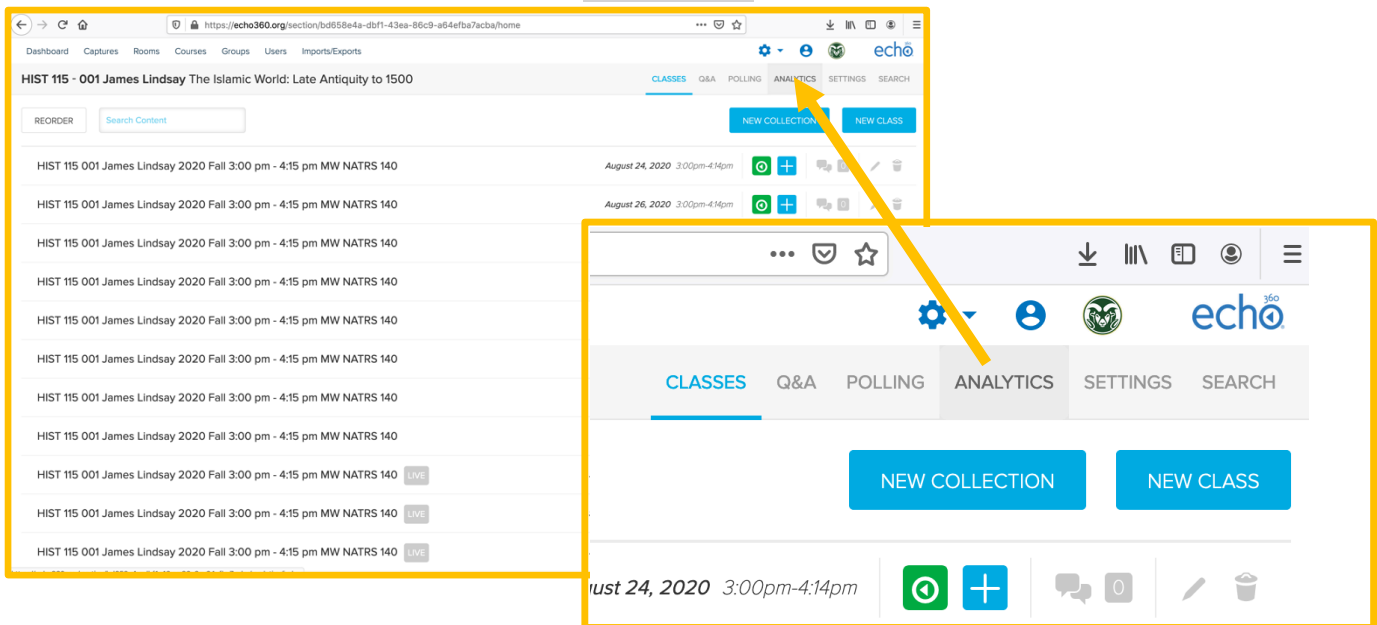 https://echo360.org/section/bd658e4a-dbf1-43ea-86c9-a64efba7acba/home
Dashboard Captures Rooms Courses Groups Users Imports/Exports
echo
HIST 115 - 001 James Lindsay The Islamic World: Late Antiquity to 1500
CLASSES Q&A POLLING ANALYTICS SETTINGS SEARCH
REORDER Search Content NEW COLLECTION NEW CLASS
HIST 115 001 James Lindsay 2020 Fall 3:00 pm - 4:15 pm MW NATRS 140 August 24, 2020 3:00pm-4:14pm 0
HIST 115 001 James Lindsay 2020 Fall 3:00 pm - 4:15 pm MW NATRS 140 August 26, 2020 3:00pm-4:14pm 0
HIST 115 001 James Lindsay 2020 Fall 3:00 pm - 4:15 pm MW NATRS 140
HIST 115 001 James Lindsay 2020 Fall 3:00 pm - 4:15 pm MW NATRS 140
HIST 115 001 James Lindsay 2020 Fall 3:00 pm - 4:15 pm MW NATRS 140
HIST 115 001 James Lindsay 2020 Fall 3:00 pm - 4:15 pm MW NATRS 140
HIST 115 001 James Lindsay 2020 Fall 3:00 pm - 4:15 pm MW NATRS 140
HIST 115 001 James Lindsay 2020 Fall 3:00 pm - 4:15 pm MW NATRS 140
HIST 115 001 James Lindsay 2020 Fall 3:00 pm - 4:15 pm MW NATRS 140 LIVE
HIST 115 001 James Lindsay 2020 Fall 3:00 pm - 4:15 pm MW NATRS 140 LIVE
HIST 115 001 James Lindsay 2020 Fall 3:00 pm - 4:15 pm MW NATRS 140 LIVE
echo 360
CLASSES Q&A POLLING ANALYTICS SETTINGS SEARCH
NEW COLLECTION NEW CLASS
ust 24, 2020 3:00pm-4:14pm 0